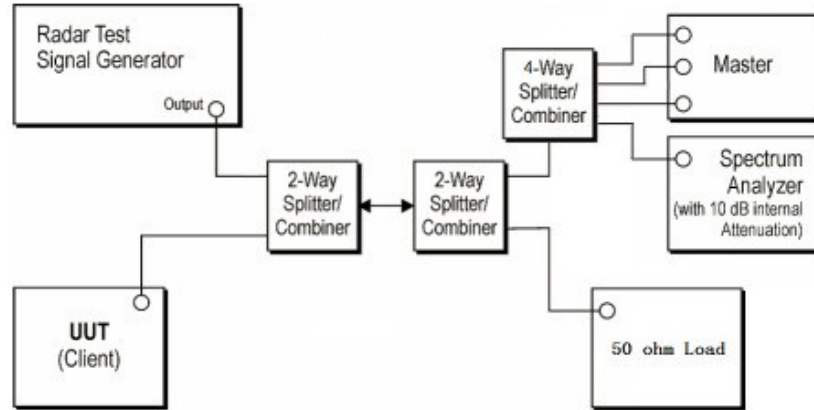 Radar Test
Signal Generator
Output
4-Way
Splitter/
Combiner
Master
Spectrum
Analyzer
(with 10 dB internal
Attenuation)
2-Way
Splitter/
Combiner
2-Way
Splitter/
Combiner
UUT
(Client)
50 ohm Load